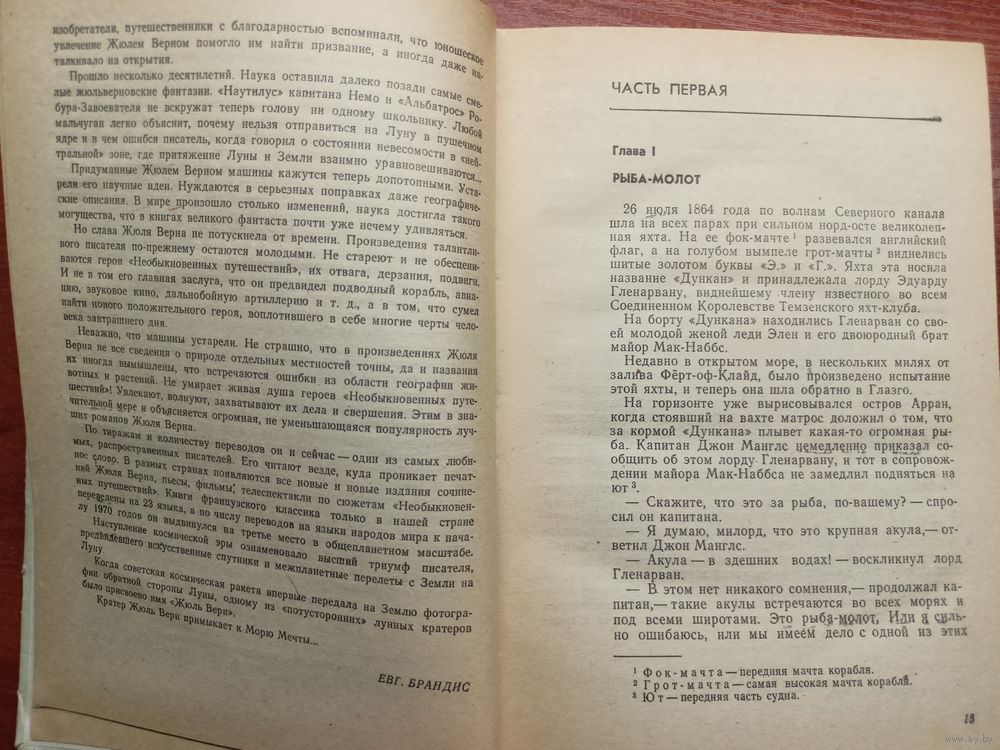 изобретатели, путешественники с благодарностью вспоминали, что юношеское
увлечение Жюлем Верном помогло им найти призвание, а иногда даже на-
талкивало на открытия.
Прошло несколько десятилетий. Наука оставила далеко позади самые сме-
лые жюльверновские фантазии. «Наутилус» капитана Немо и «Альбатрос» Ро-
бура-Завоевателя не вскружат теперь голову ни одному школьнику. Любой
мальчуган легко объяснит, почему нельзя отправиться на Луну в пушечном
ядре и в чем ошибся писатель, когда говорил о состоянии невесомости в «ней-
тральной» зоне, где притяжение Луны и Земли взаимно уравновешиваются...
Придуманные Жюлем Верном машины кажутся теперь допотопными. Уста-
рели его научные идеи. Нуждаются в серьезных поправках даже географиче-
ские описания. В мире произошло столько изменений, наука достигла такого
могущества, что в книгах великого фантаста почти уже нечему удивляться.
Но слава Жюля Верна не потускнела от времени. Произведения талантли-
вого писателя по-прежнему остаются молодыми. Не стареют и не обесцени-
ваются герои «Необыкновенных путешествий», их отвага, дерзания, подвиги.
И не в том его главная заслуга, что он предвидел подводный корабль, авиа-
цию, звуковое кино, дальнобойную артиллерию и т. д., а в том, что сумел
найти нового положительного героя, воплотившего в себе многие черты чело-
века завтрашнего дня.
Неважно, что машины устарели. Не страшно, что в произведениях Жюля
Верна не все сведения о природе отдельных местностей точны, да и названия
их иногда вымышлены, что встречаются ошибки из области географии жи-
вотных и растений. Не умирает живая душа героев «Необыкновенных путе-
шествий»! Увлекают, волнуют, захватывают их дела и свершения. Этим в зна-
чительной мере и объясняется огромная, не уменьшающаяся популярность луч-
ших романов Жюля Верна.
По тиражам и количеству переводов он и сейчас — один из самых люби-
мых, распространенных писателей. Его читают везде, куда проникает печат-
ное слово. В разных странах появляются все новые и новые издания сочине-
ний Жюля Верна, пьесы, фильмы, телеспектакли по сюжетам «Необыкновен-
ных путешествий». Книги французского классика только в нашей стране
переведены на 23 языка, а по числу переводов на языки народов мира к нача-
лу 1970 годов он выдвинулся на третье место в общепланетном масштабе.
Наступление космической эры ознаменовало высший триумф писателя,
предвидевшего искусственные спутники и межпланетные перелеты с Земли на
Луну.
Когда советская космическая ракета впервые передала на Землю фотогра-
фии обратной стороны Луны, одному из «потусторонних» лунных кратеров
было присвоено имя «Жюль Верн».
Кратер Жюль Верн примыкает к Морю Мечты...
ЕВГ. БРАНДИС
ЧАСТЬ ПЕРВАЯ
Глава I
РЫБА-МОЛОТ
26 июля 1864 года по волнам Северного канала
шла на всех парах при сильном норд-осте великолеп-
ная яхта. На ее фок-мачте ¹ развевался английский
флаг, а на голубом вымпеле грот-мачты ² виднелись
шитые золотом буквы «Э.» и «Г.». Яхта эта носила
название «Дункан» и принадлежала лорду Эдуарду
Гленарвану, виднейшему члену известного во всем
Соединенном Королевстве Темзенского яхт-клуба.
На борту «Дункана» находились Гленарван со сво-
ей молодой женой леди Элен и его двоюродный брат
майор Мак-Наббс.
Недавно в открытом море, в нескольких милях от
залива Фёрт-оф-Клайд, было произведено испытание
этой яхты, и теперь она шла обратно в Глазго.
На горизонте уже вырисовывался остров Арран,
когда стоявший на вахте матрос доложил о том, что
за кормой «Дункана» плывет какая-то огромная ры-
ба. Капитан Джон Манглс немедленно приказал со-
общить об этом лорду Гленарвану, и тот в сопровож-
дении майора Мак-Наббса не замедлил подняться на
ют ³.
— Скажите, что это за рыба, по-вашему? — спро-
сил он капитана.
— Я думаю, милорд, что это крупная акула,— от-
ветил Джон Манглс.
— Акула — в здешних водах! — воскликнул лорд
Гленарван.
— В этом нет никакого сомнения,— продолжал ка-
питан,— такие акулы встречаются во всех морях и
под всеми широтами. Это рыба-молот. Или я силь-
но ошибаюсь, или мы имеем дело с одной из этих
¹ Фок-мачта — передняя мачта корабля.
² Грот-мачта — самая высокая мачта корабля.
³ Ют — передняя часть судна.
15
www.ay.by